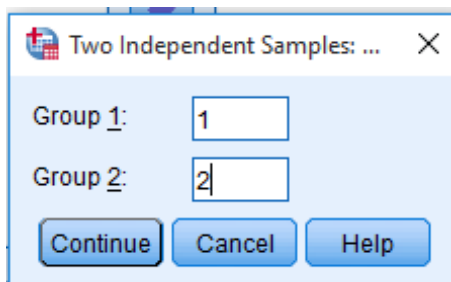 Two Independent Samples: ...
Group 1: 1
Group 2: 2
Continue Cancel Help